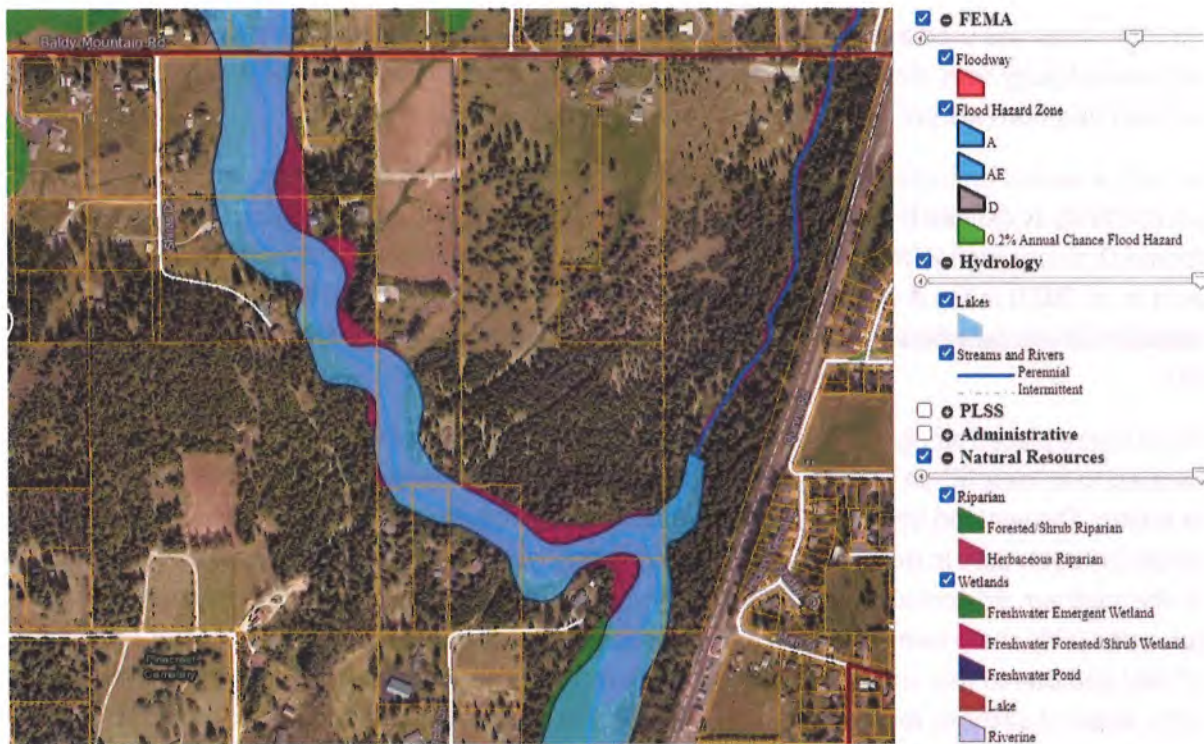 Baldy Mountain Rd
Pinecrest
Cemetery
FEMA
Floodway
Flood Hazard Zone
A
AE
D
0.2% Annual Chance Flood Hazard
Hydrology
Lakes
Streams and Rivers
Perennial
Intermittent
PLSS
Administrative
Natural Resources
Riparian
Forested/Shrub Riparian
Herbaceous Riparian
Wetlands
Freshwater Emergent Wetland
Freshwater Forested/Shrub Wetland
Freshwater Pond
Lake
Riverine